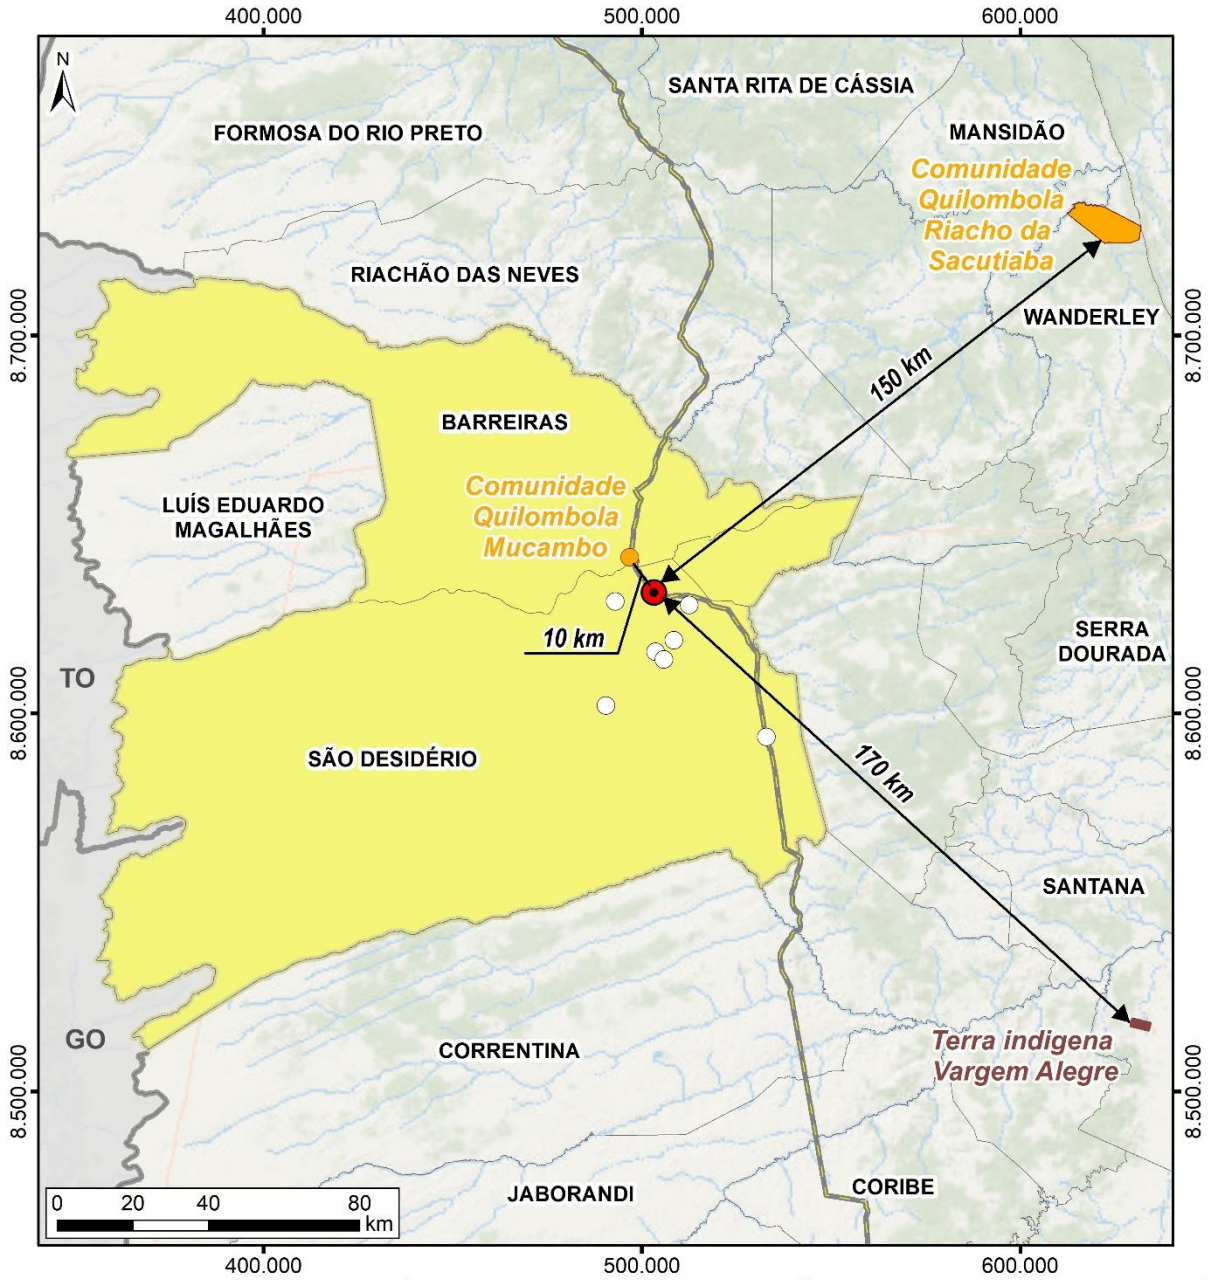 400.000
500.000
600.000
N
SANTA RITA DE CÁSSIA
FORMOSA DO RIO PRETO
MANSIDÃO
Comunidade
Quilombola
Riacho da
Sacutiaba
RIACHÃO DAS NEVES
WANDERLEY
8.700.000
8.700.000
150 km
BARREIRAS
Comunidade
Quilombola
Mucambo
LUÍS EDUARDO
MAGALHÃES
10 km
SERRA
DOURADA
TO
8.600.000
8.600.000
SÃO DESIDÉRIO
170 km
SANTANA
GO
Terra indigena
Vargem Alegre
CORRENTINA
8.500.000
8.500.000
JABORANDI
CORIBE
0 20 40 80
km
400.000
500.000
600.000